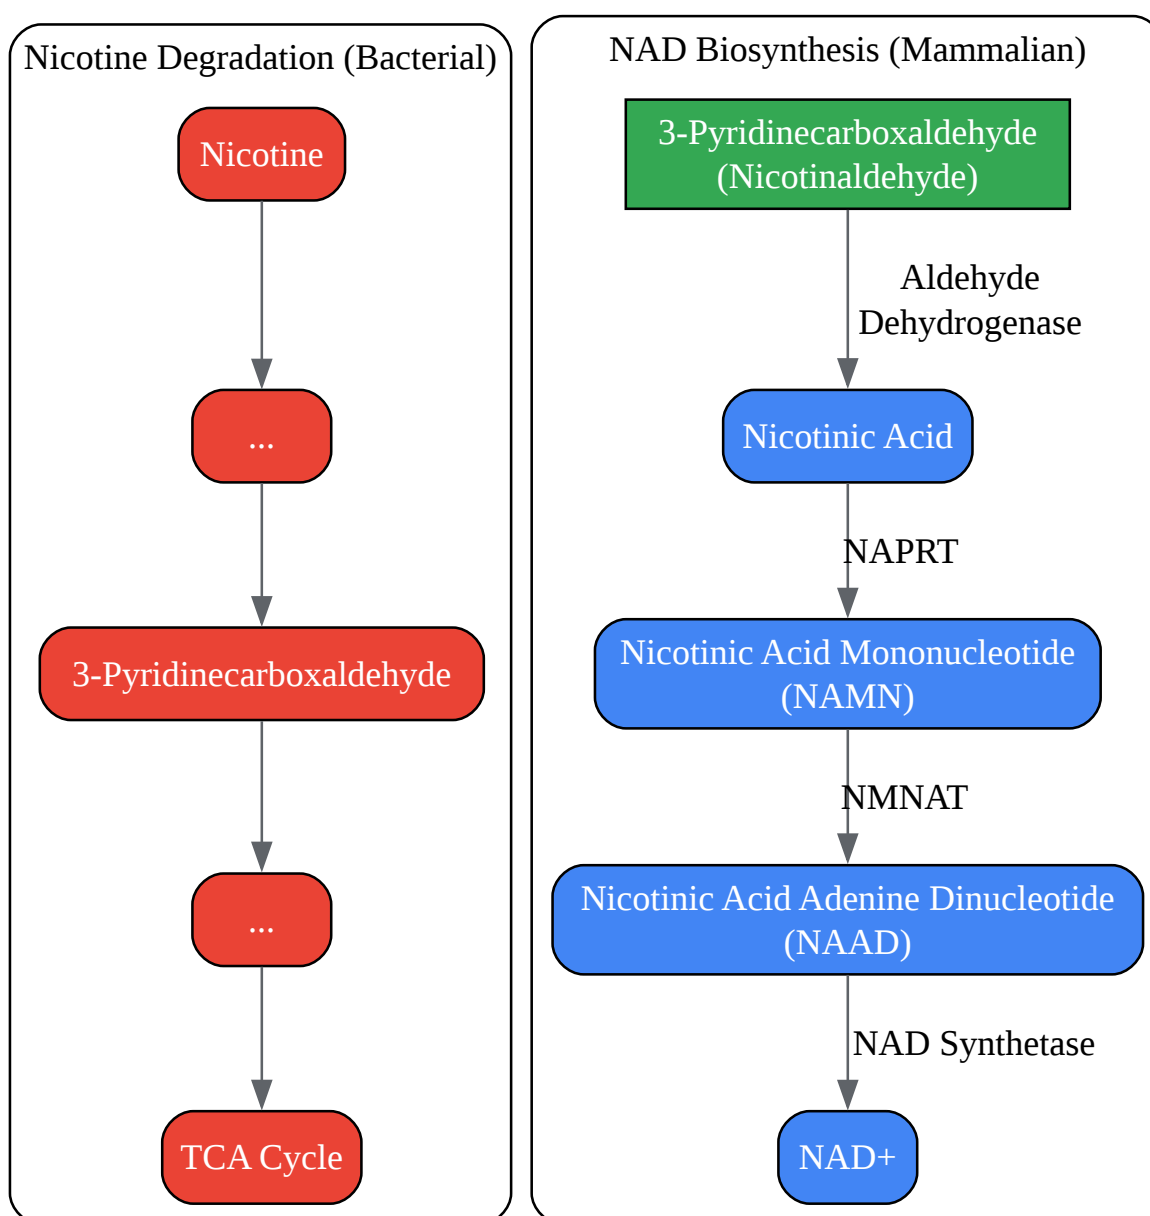 Nicotine Degradation (Bacterial)
Nicotine
...
3-Pyridinecarboxaldehyde
...
TCA Cycle
NAD Biosynthesis (Mammalian)
3-Pyridinecarboxaldehyde
(Nicotinaldehyde)
Aldehyde
Dehydrogenase
Nicotinic Acid
NAPRT
Nicotinic Acid Mononucleotide
(NAMN)
NMNAT
Nicotinic Acid Adenine Dinucleotide
(NAAD)
NAD Synthetase
NAD+